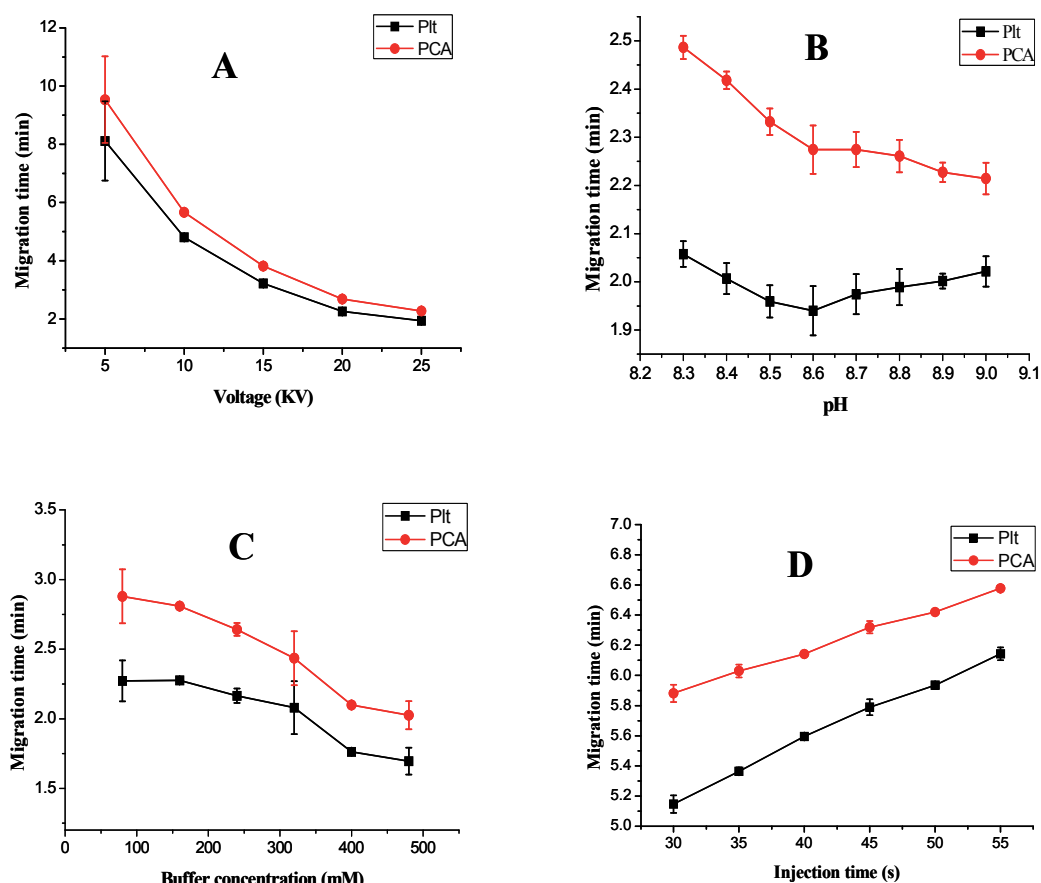 Plt
PCA
A
12
10
8
6
4
2
Migration time (min)
5 10 15 20 25
Voltage (KV)
Plt
PCA
B
2.5
2.4
2.3
2.2
2.1
2.0
1.9
Migration time (min)
8.2 8.3 8.4 8.5 8.6 8.7 8.8 8.9 9.0 9.1
pH
Plt
PCA
C
3.5
3.0
2.5
2.0
1.5
Migration time (min)
0 100 200 300 400 500
Buffer concentration (mM)
Plt
PCA
D
7.0
6.8
6.6
6.4
6.2
6.0
5.8
5.6
5.4
5.2
5.0
Migration time (min)
30 35 40 45 50 55
Injection time (s)